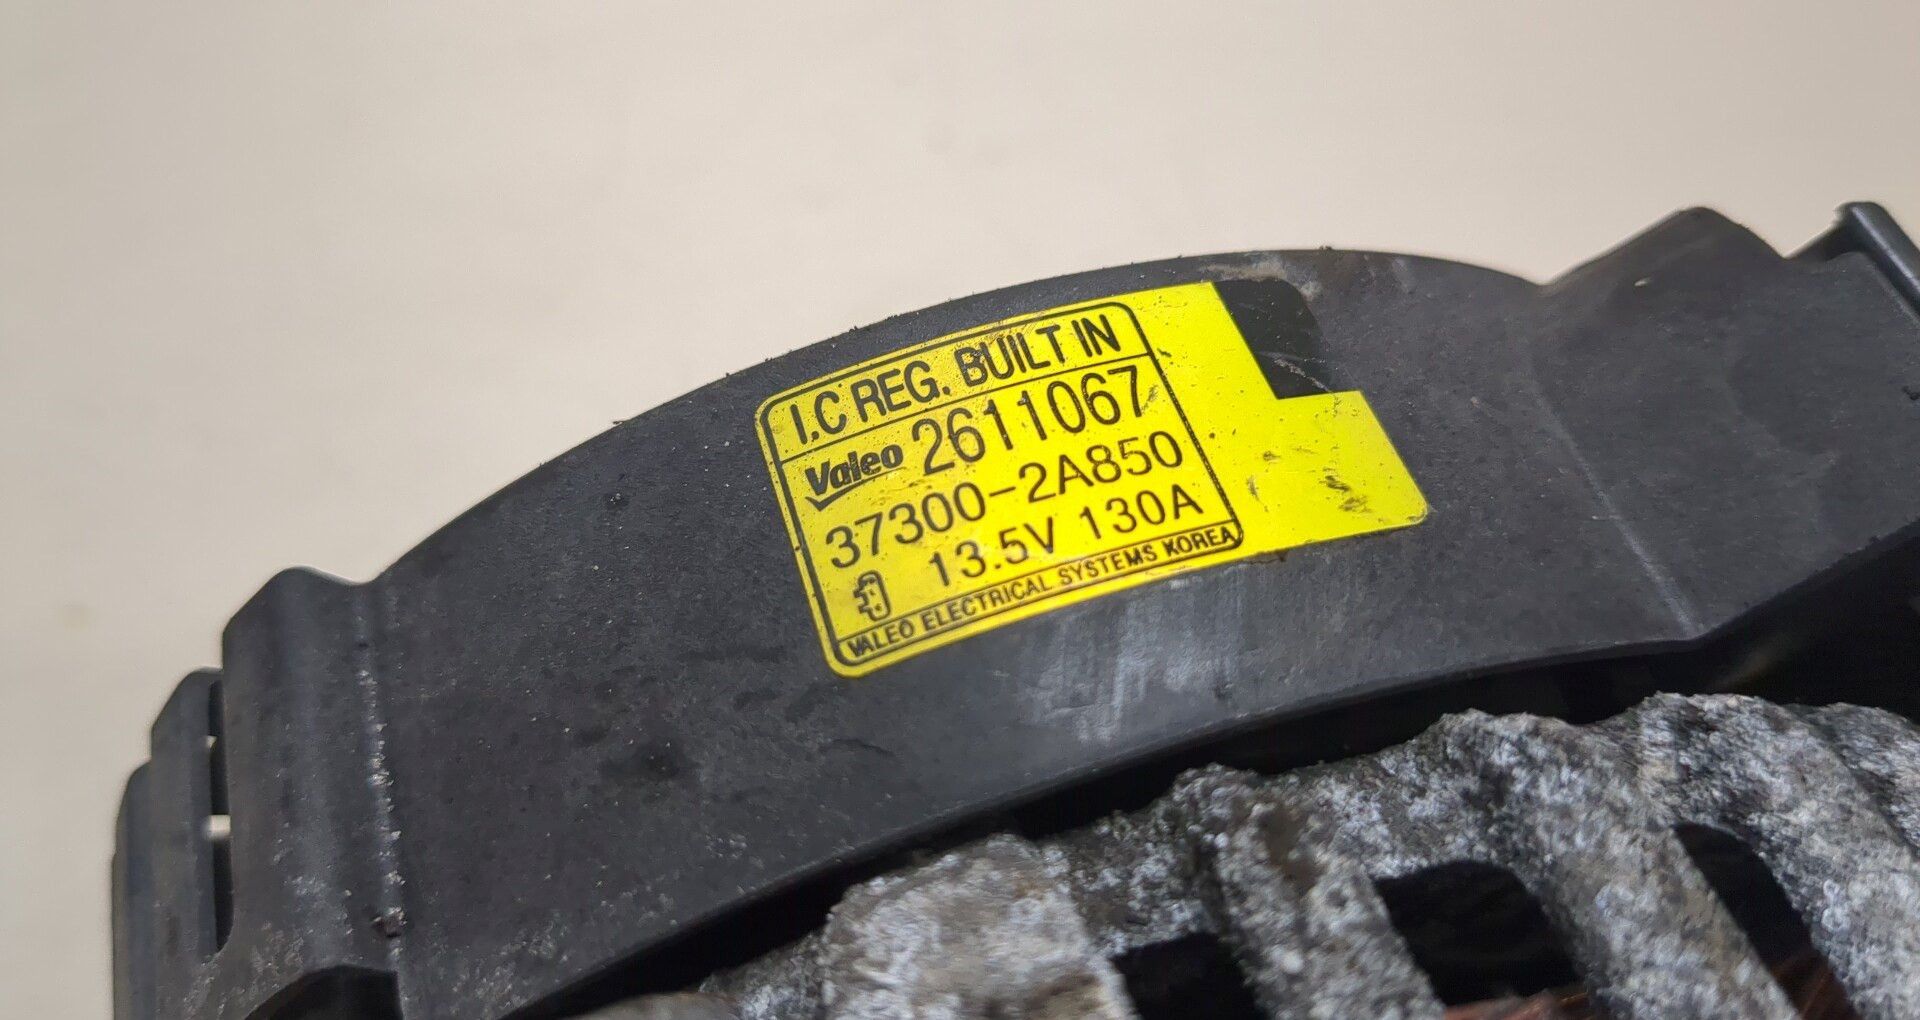 I.C REG. BUILT IN
Valeo 2611067
37300-2A850
13.5V 130A
VALEO ELECTRICAL SYSTEMS KOREA